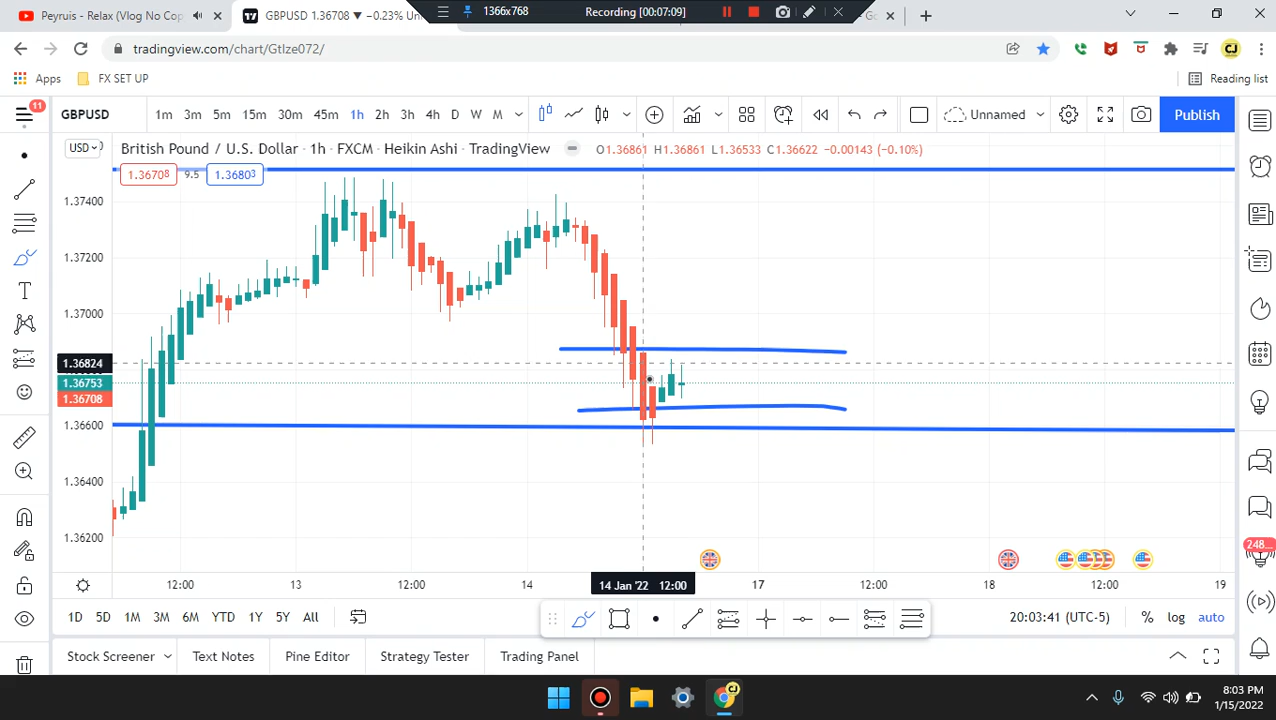 Peyruis - Relax (Vlog No Cop
GBPUSD 1.36708 ▼ −0.23% Un
1366x768
Recording [00:07:09]
tradingview.com/chart/GtIze072/
Apps
FX SET UP
Reading list
11
GBPUSD
1m 3m 5m 15m 30m 45m 1h 2h 3h 4h D W M
Unnamed
Publish
USD
British Pound / U.S. Dollar · 1h · FXCM · Heikin Ashi · TradingView
O1.36861 H1.36861 L1.36533 C1.36622 −0.00143 (−0.10%)
1.36708 9.5 1.36803
1.37400
1.37200
1.37000
1.36824
1.36753
1.36708
1.36600
1.36400
1.36200
248...
12:00 13 12:00 14 14 Jan '22 12:00 17 12:00 18 12:00 19
1D 5D 1M 3M 6M YTD 1Y 5Y All
20:03:41 (UTC-5) % log auto
Stock Screener Text Notes Pine Editor Strategy Tester Trading Panel
CJ
8:03 PM
1/15/2022